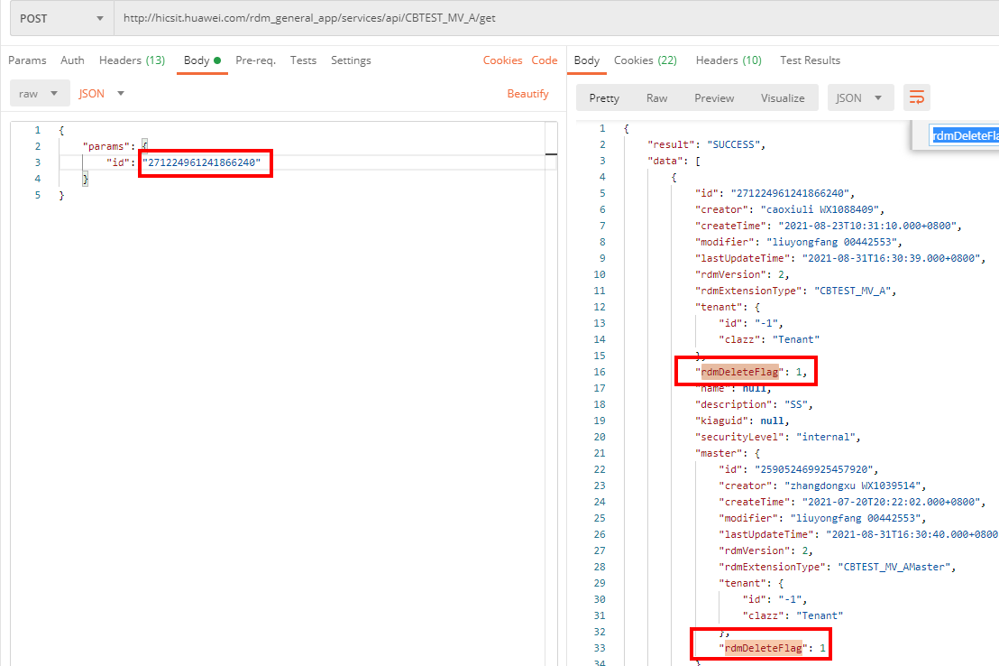 POST http://hicsit.huawei.com/rdm_general_app/services/api/CBTEST_MV_A/get
Params Auth Headers (13) Body Pre-req. Tests Settings Cookies Code
raw JSON Beautify
1 {
2 "params": {
3 "id": "271224961241866240"
4 }
5 }
Body Cookies (22) Headers (10) Test Results
Pretty Raw Preview Visualize JSON
rdmDeleteFla
1 {
2 "result": "SUCCESS",
3 "data": [
4 {
5 "id": "271224961241866240",
6 "creator": "caoxiuli WX1088409",
7 "createTime": "2021-08-23T10:31:10.000+0800",
8 "modifier": "liuyongfang 00442553",
9 "lastUpdateTime": "2021-08-31T16:30:39.000+0800",
10 "rdmVersion": 2,
11 "rdmExtensionType": "CBTEST_MV_A",
12 "tenant": {
13 "id": "-1",
14 "clazz": "Tenant"
15 },
16 "rdmDeleteFlag": 1,
17 "name": null,
18 "description": "SS",
19 "kiaguid": null,
20 "securityLevel": "internal",
21 "master": {
22 "id": "259052469925457920",
23 "creator": "zhangdongxu WX1039514",
24 "createTime": "2021-07-20T20:22:02.000+0800",
25 "modifier": "liuyongfang 00442553",
26 "lastUpdateTime": "2021-08-31T16:30:40.000+0800
27 "rdmVersion": 2,
28 "rdmExtensionType": "CBTEST_MV_AMaster",
29 "tenant": {
30 "id": "-1",
31 "clazz": "Tenant"
32 },
33 "rdmDeleteFlag": 1
34 }